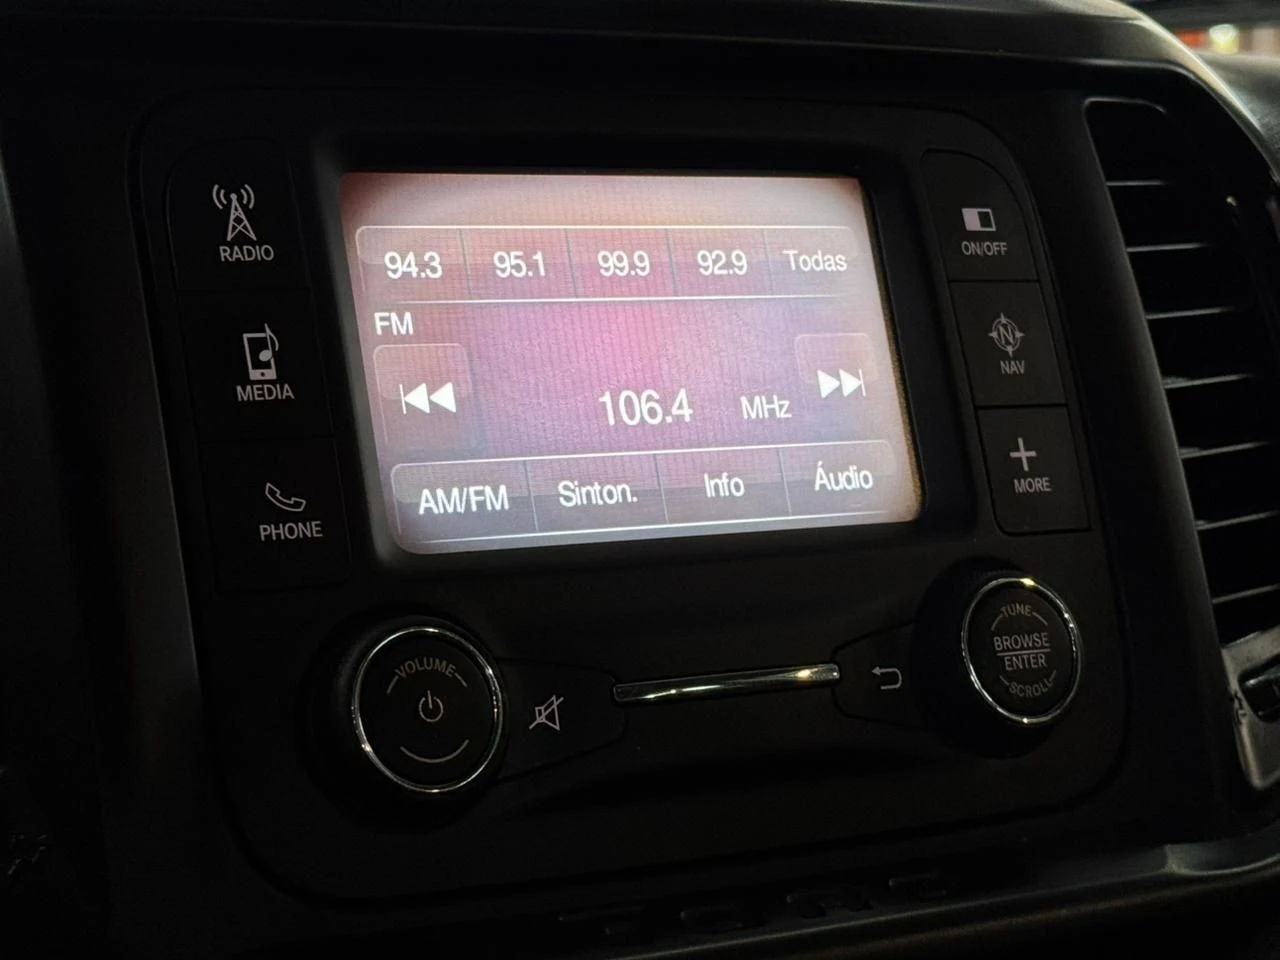 RADIO
MEDIA
PHONE
94.3 95.1 99.9 92.9 Todas
FM
106.4 MHz
AM/FM Sinton. Info Áudio
ON/OFF
N
NAV
MORE
VOLUME
TUNE
BROWSE
ENTER
SCROLL